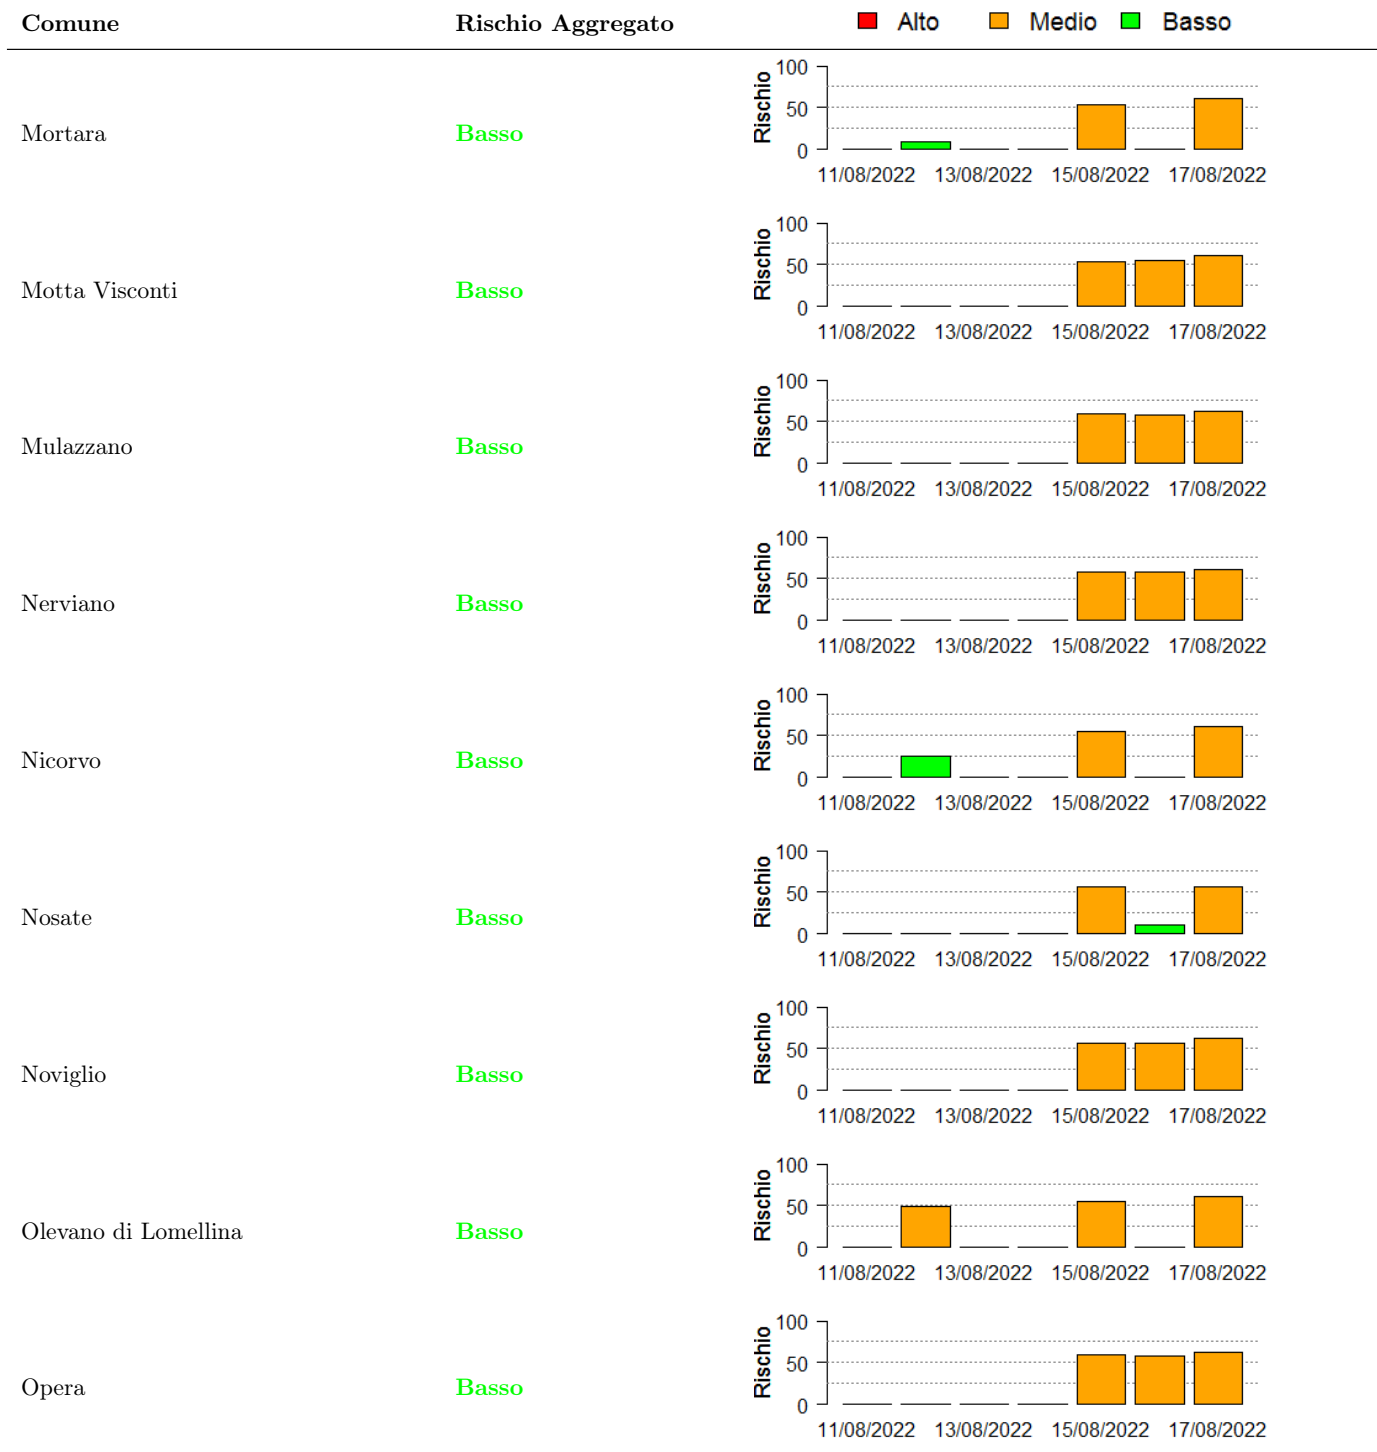 Comune Rischio Aggregato Alto Medio Basso
100
Rischio
50
Mortara Basso
0
11/08/2022 13/08/2022 15/08/2022 17/08/2022
100
Rischio
50
Motta Visconti Basso
0
11/08/2022 13/08/2022 15/08/2022 17/08/2022
100
Rischio
50
Mulazzano Basso
0
11/08/2022 13/08/2022 15/08/2022 17/08/2022
100
Rischio
50
Nerviano Basso
0
11/08/2022 13/08/2022 15/08/2022 17/08/2022
100
Rischio
50
Nicorvo Basso
0
11/08/2022 13/08/2022 15/08/2022 17/08/2022
100
Rischio
50
Nosate Basso
0
11/08/2022 13/08/2022 15/08/2022 17/08/2022
100
Rischio
50
Noviglio Basso
0
11/08/2022 13/08/2022 15/08/2022 17/08/2022
100
Rischio
50
Olevano di Lomellina Basso
0
11/08/2022 13/08/2022 15/08/2022 17/08/2022
100
Rischio
50
Opera Basso
0
11/08/2022 13/08/2022 15/08/2022 17/08/2022